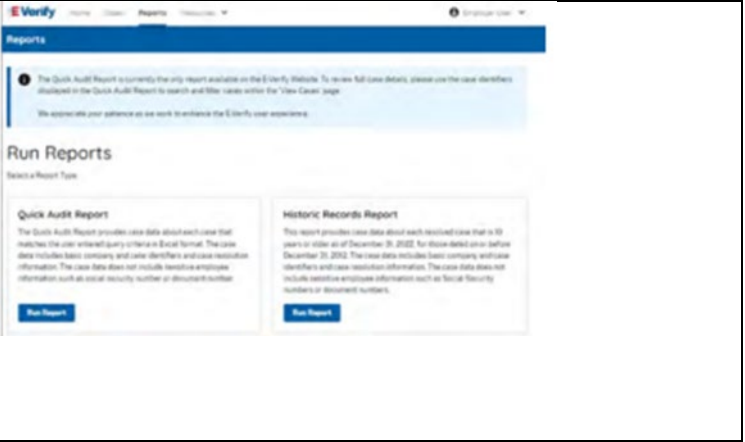 E-Verify Home Cases Reports Resources Employer User
Reports
The Quick Audit Report is currently the only report available on the E-Verify Website. To review full case details, please use the case identifiers
displayed in the Quick Audit Report to search and filter cases within the 'View Cases' page.
We appreciate your patience as we work to enhance the E-Verify user experience.
Run Reports
Select a Report Type
Quick Audit Report
The Quick Audit Report provides case data about each case that
matches the user entered query criteria in Excel format. The case
data includes basic company and case identifiers and case resolution
information. The case data does not include sensitive employee
information such as social security number or document number.
Run Report
Historic Records Report
This report provides case data about each resolved case that is 10
years or older as of December 31, 2022, for those dated on or before
December 31, 2012. The case data includes basic company and case
identifiers and case resolution information. The case data does not
include sensitive employee information such as Social Security
numbers or document numbers.
Run Report